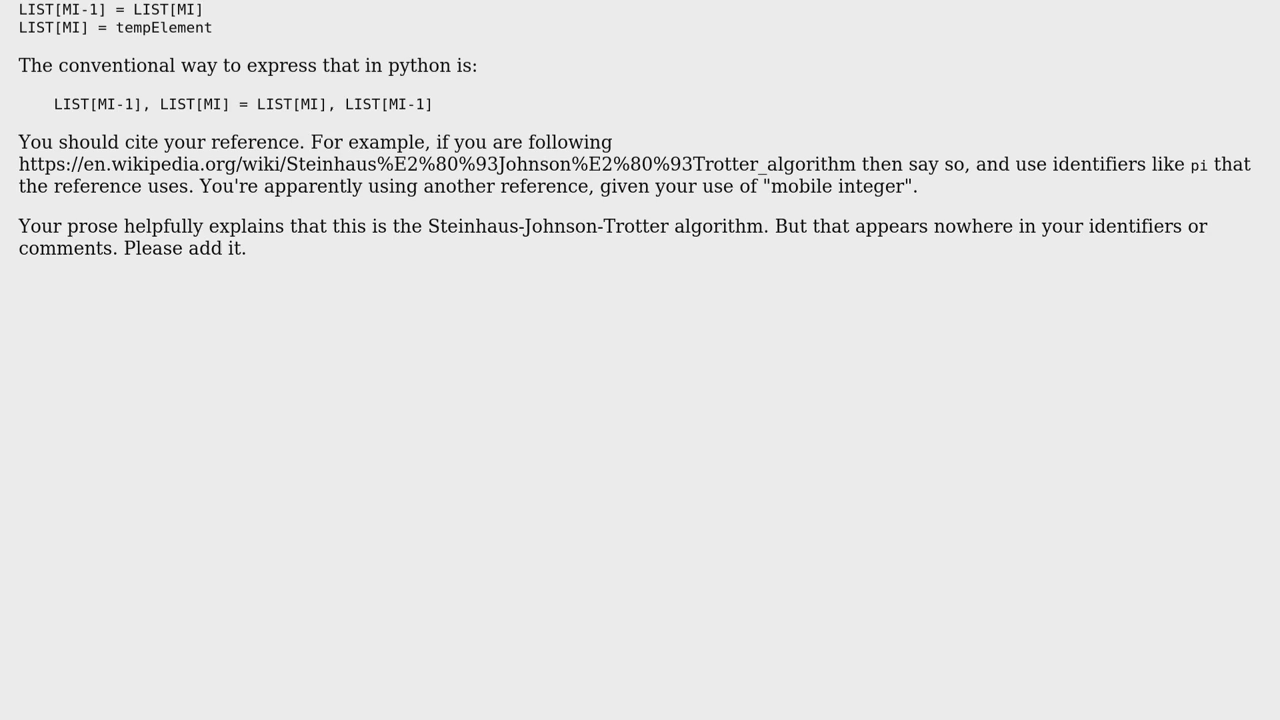 LIST[MI-1] = LIST[MI]
LIST[MI] = tempElement
The conventional way to express that in python is:
LIST[MI-1], LIST[MI] = LIST[MI], LIST[MI-1]
You should cite your reference. For example, if you are following
https://en.wikipedia.org/wiki/Steinhaus%E2%80%93Johnson%E2%80%93Trotter_algorithm then say so, and use identifiers like pi that
the reference uses. You're apparently using another reference, given your use of "mobile integer".
Your prose helpfully explains that this is the Steinhaus-Johnson-Trotter algorithm. But that appears nowhere in your identifiers or
comments. Please add it.